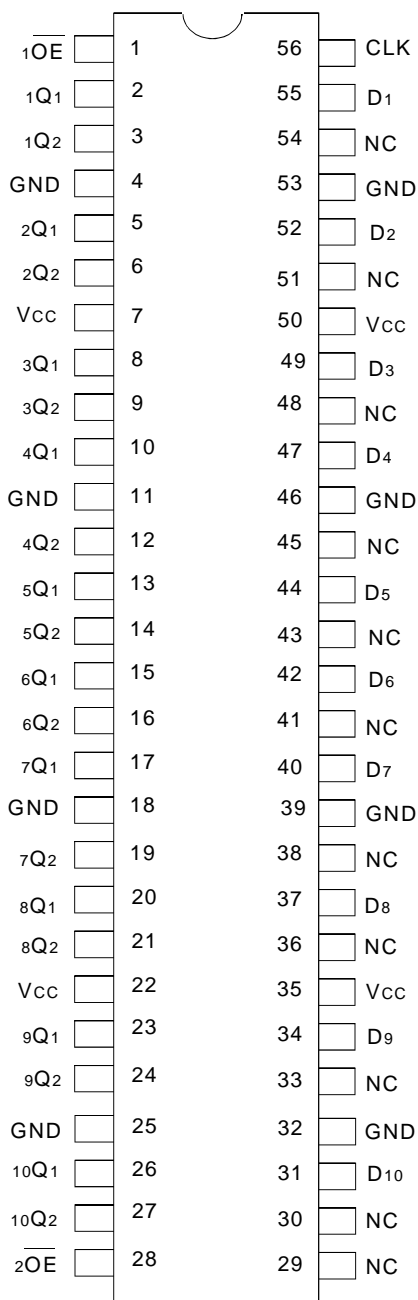 1OE 1 56 CLK
1Q1 2 55 D1
1Q2 3 54 NC
GND 4 53 GND
2Q1 5 52 D2
2Q2 6 51 NC
VCC 7 50 VCC
3Q1 8 49 D3
3Q2 9 48 NC
4Q1 10 47 D4
GND 11 46 GND
4Q2 12 45 NC
5Q1 13 44 D5
5Q2 14 43 NC
6Q1 15 42 D6
6Q2 16 41 NC
7Q1 17 40 D7
GND 18 39 GND
7Q2 19 38 NC
8Q1 20 37 D8
8Q2 21 36 NC
VCC 22 35 VCC
9Q1 23 34 D9
9Q2 24 33 NC
GND 25 32 GND
10Q1 26 31 D10
10Q2 27 30 NC
2OE 28 29 NC